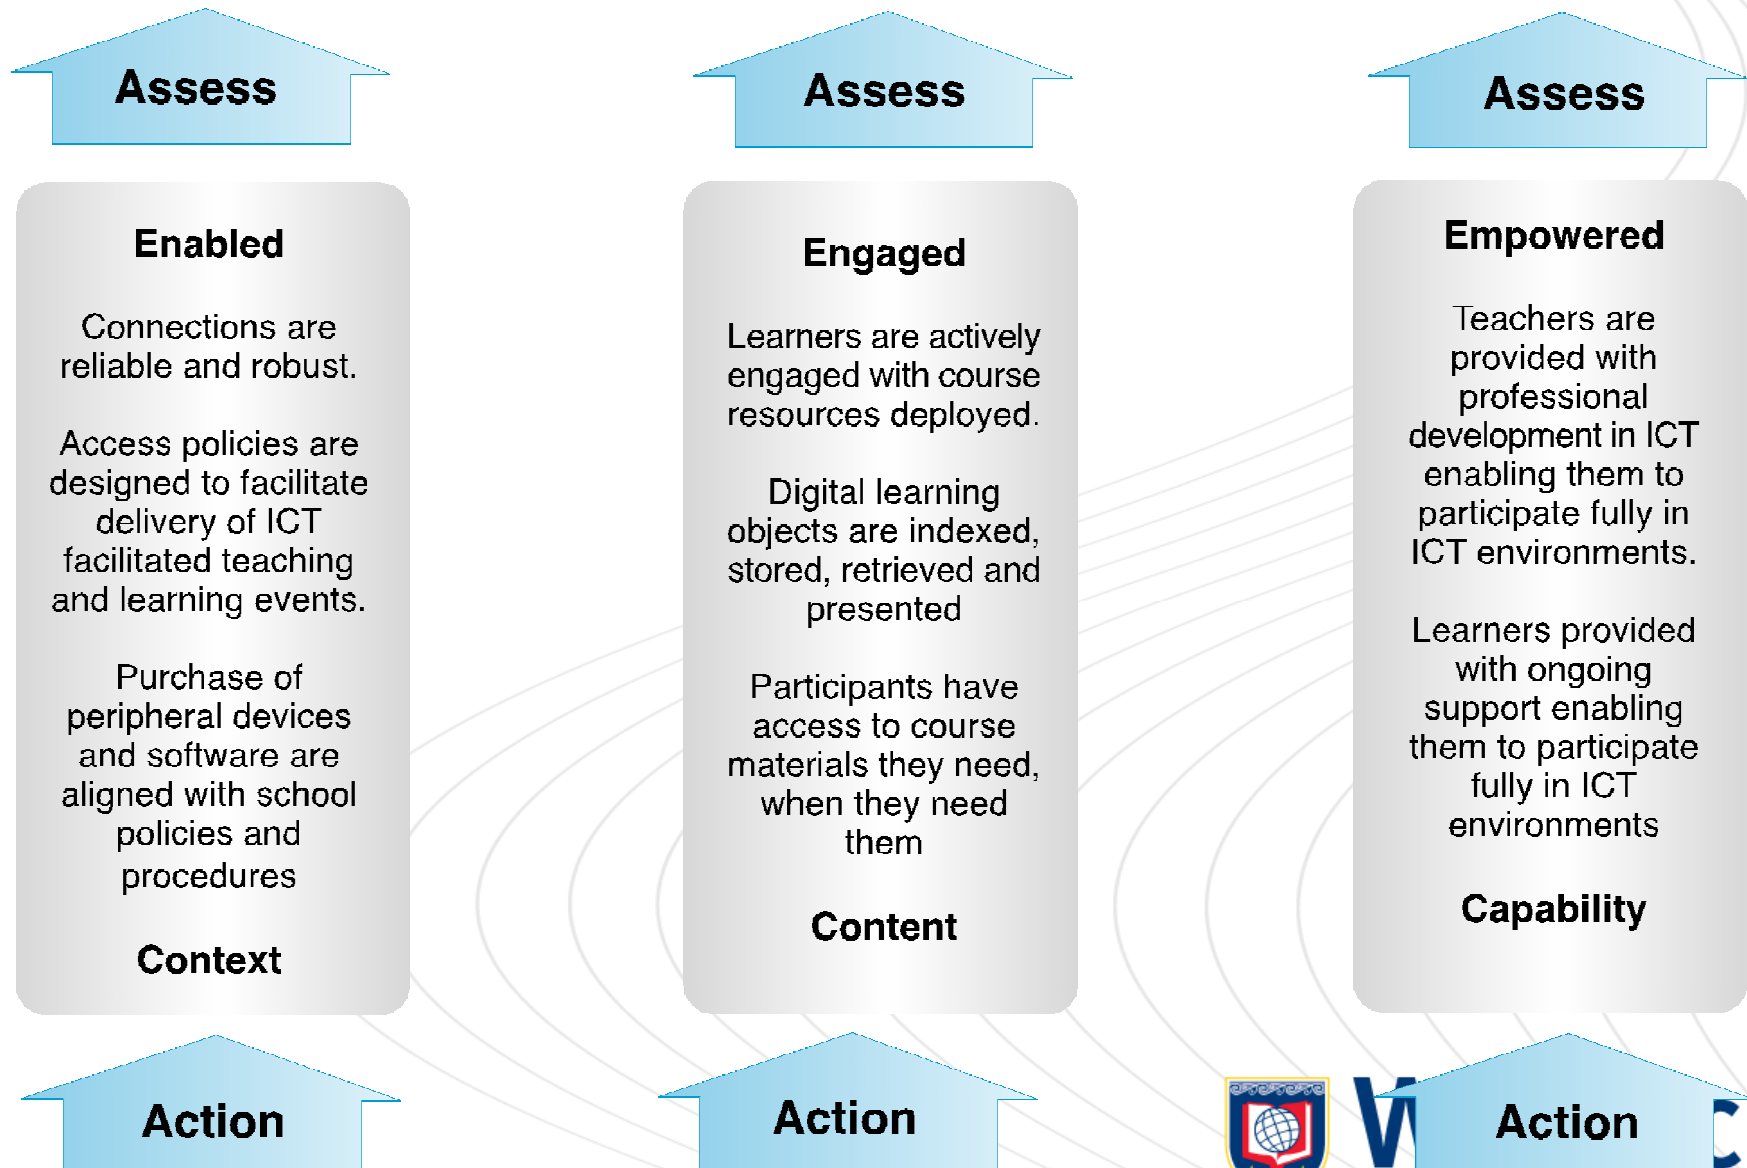 Assess
Enabled
Connections are
reliable and robust.
Access policies are
designed to facilitate
delivery of ICT
facilitated teaching
and learning events.
Purchase of
peripheral devices
and software are
aligned with school
policies and
procedures
Context
Action
Assess
Engaged
Learners are actively
engaged with course
resources deployed.
Digital learning
objects are indexed,
stored, retrieved and
presented
Participants have
access to course
materials they need,
when they need
them
Content
Action
Assess
Empowered
Teachers are
provided with
professional
development in ICT
enabling them to
participate fully in
ICT environments.
Learners provided
with ongoing
support enabling
them to participate
fully in ICT
environments
Capability
Action